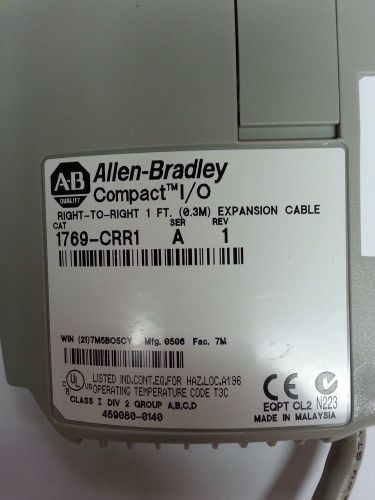 A-B
QUALITY
Allen-Bradley
Compact™ I/O
RIGHT-TO-RIGHT 1 FT. (0.3M) EXPANSION CABLE
CAT SER REV
1769-CRR1 A 1
WIN (21)7M5BO5CY Mfg. 0506 Fac. 7M
UL LISTED IND.CONT.EQ.FOR HAZ.LOC.A196
OPERATING TEMPERATURE CODE T3C
CLASS I DIV 2 GROUP A,B,C,D
459080-0140
CE
EQPT CL2 N223
MADE IN MALAYSIA